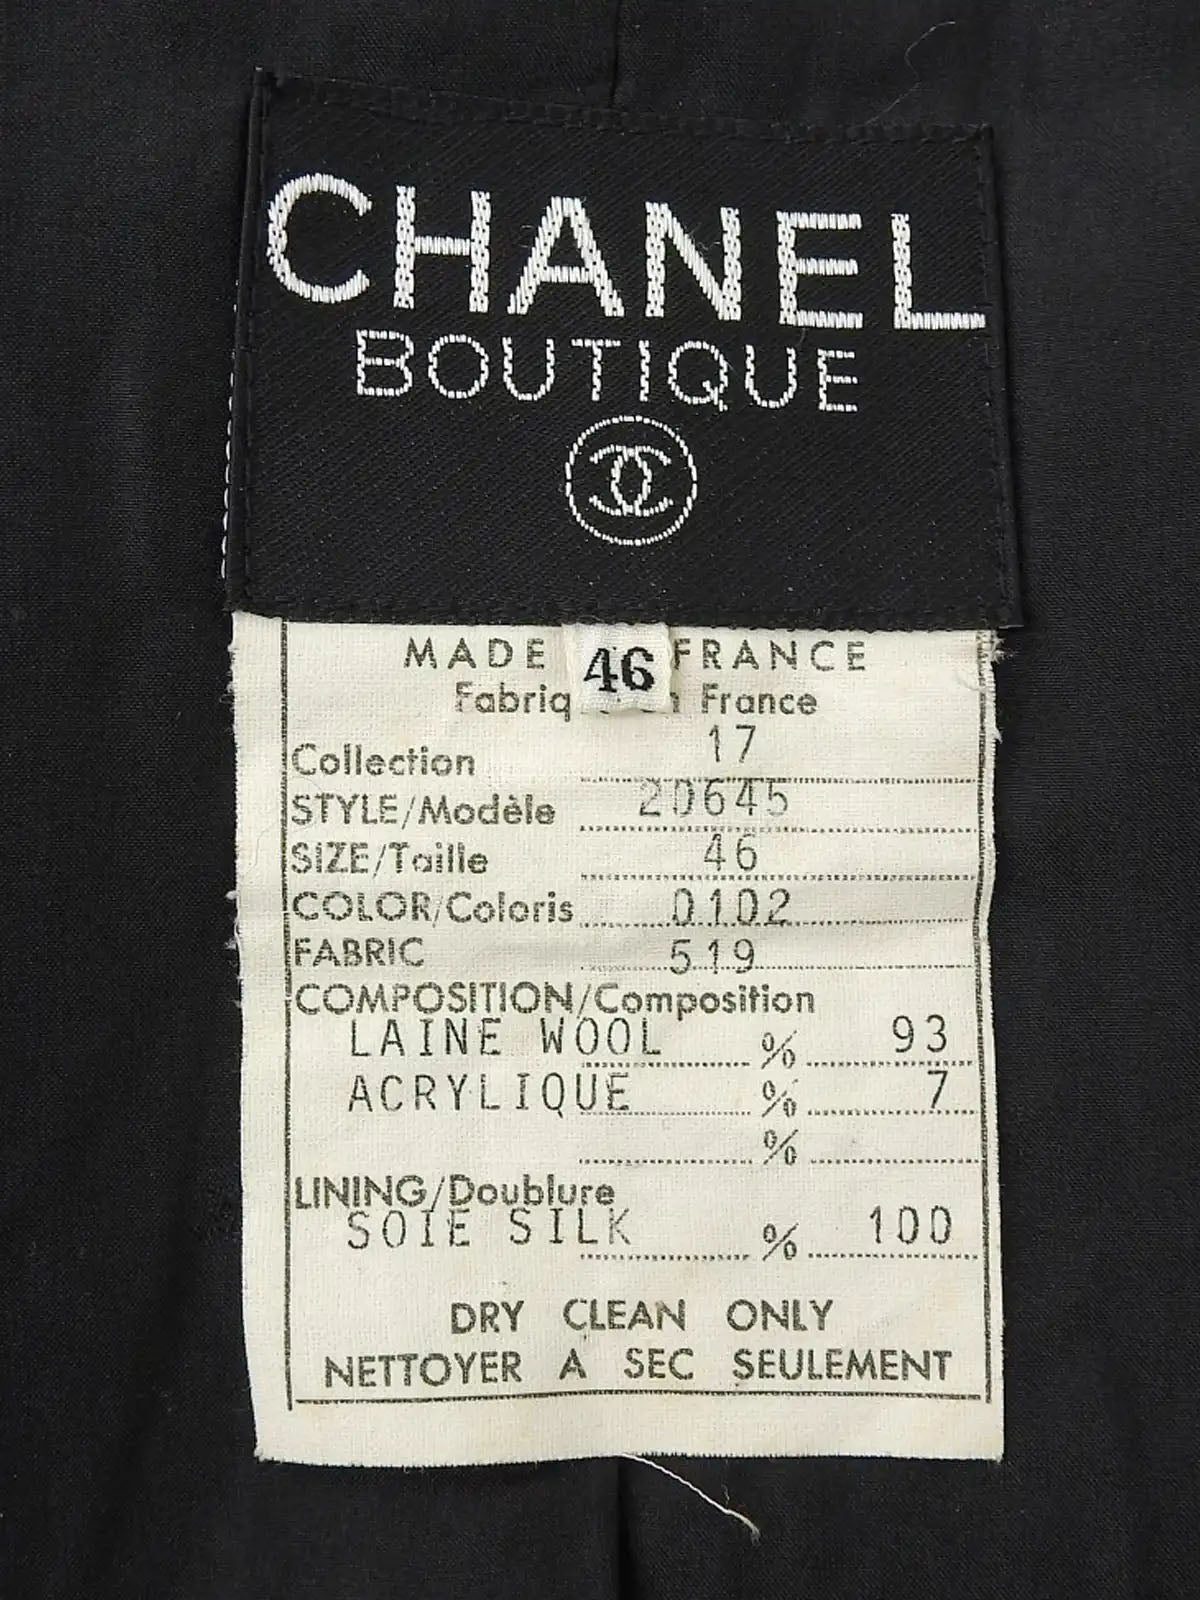 CHANEL
BOUTIQUE
MADE 46 FRANCE
Fabriq n France
Collection 17
STYLE/Modèle 20645
SIZE/Taille 46
COLOR/Coloris 0102
FABRIC 519
COMPOSITION/Composition
LAINE WOOL % 93
ACRYLIQUE % 7
%
LINING/Doublure
SOIE SILK % 100
DRY CLEAN ONLY
NETTOYER A SEC SEULEMENT